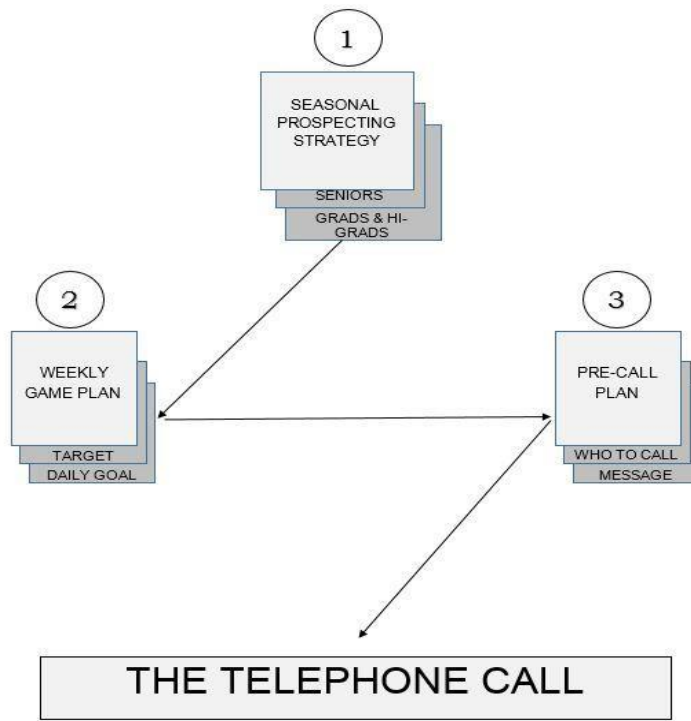 1
SEASONAL
PROSPECTING
STRATEGY
SENIORS
GRADS & HI-
GRADS
2
WEEKLY
GAME PLAN
TARGET
DAILY GOAL
3
PRE-CALL
PLAN
WHO TO CALL
MESSAGE
THE TELEPHONE CALL